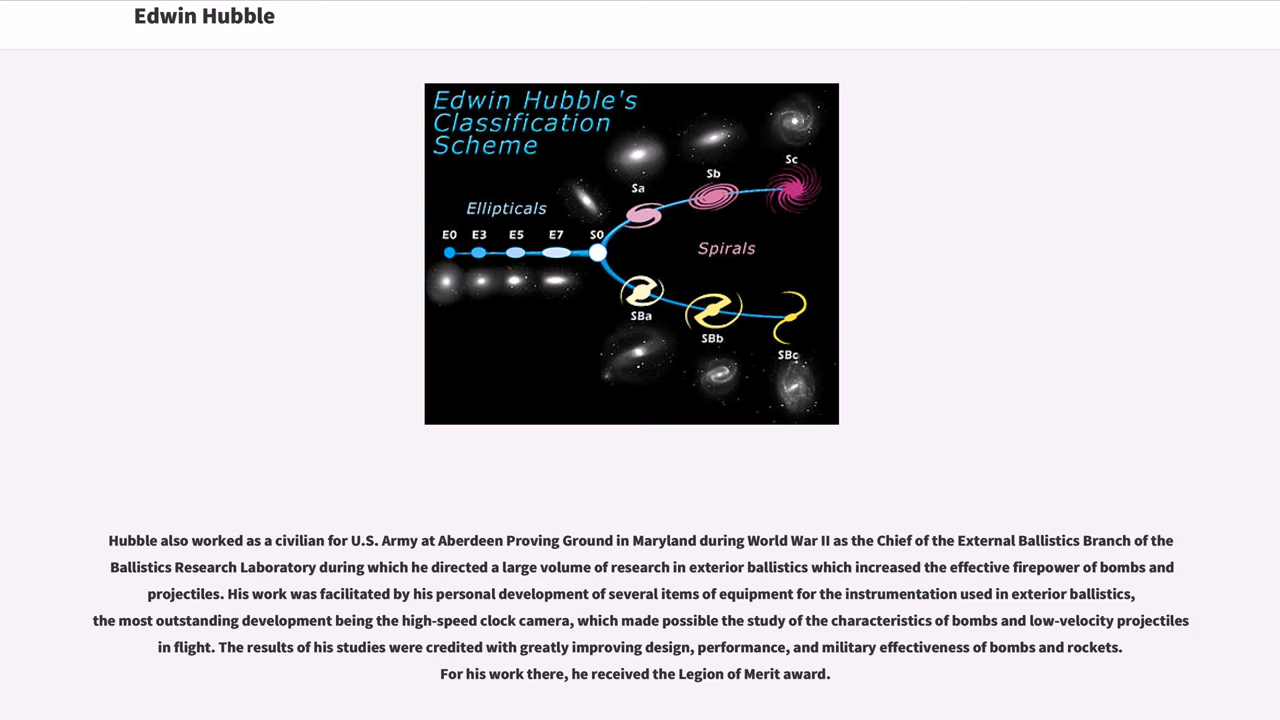 Edwin Hubble
Edwin Hubble's
Classification
Scheme
Ellipticals
E0 E3 E5 E7 S0
Sa Sb Sc
Spirals
SBa SBb SBc
Hubble also worked as a civilian for U.S. Army at Aberdeen Proving Ground in Maryland during World War II as the Chief of the External Ballistics Branch of the
Ballistics Research Laboratory during which he directed a large volume of research in exterior ballistics which increased the effective firepower of bombs and
projectiles. His work was facilitated by his personal development of several items of equipment for the instrumentation used in exterior ballistics,
the most outstanding development being the high-speed clock camera, which made possible the study of the characteristics of bombs and low-velocity projectiles
in flight. The results of his studies were credited with greatly improving design, performance, and military effectiveness of bombs and rockets.
For his work there, he received the Legion of Merit award.